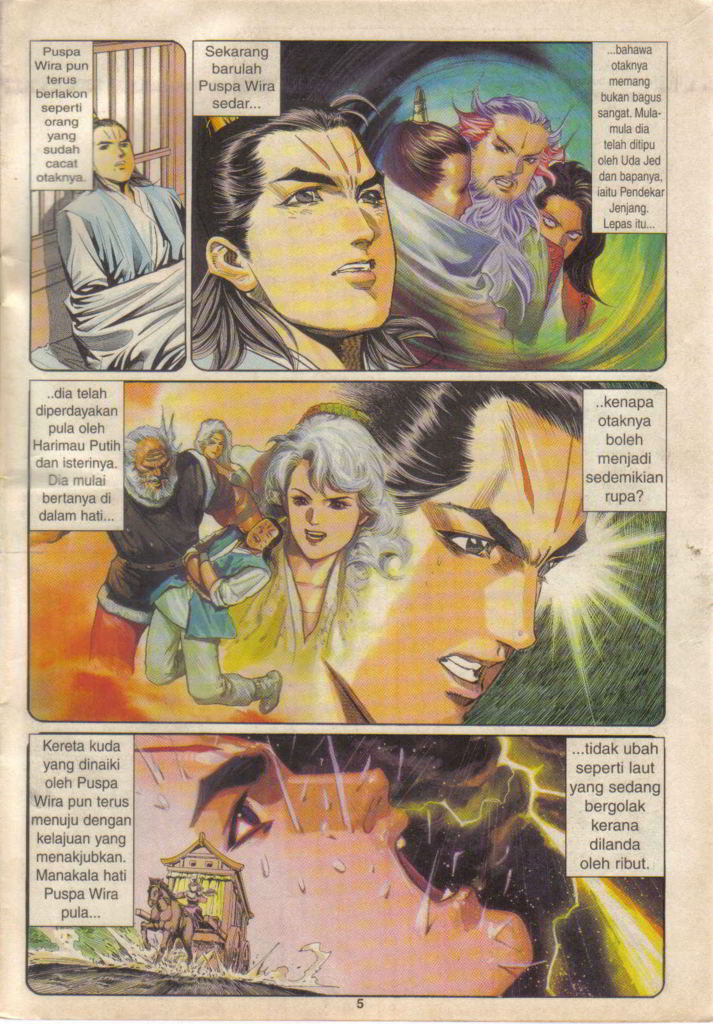 Puspa
Wira pun
terus
berlakon
seperti
orang
yang
sudah
cacat
otaknya.
Sekarang
barulah
Puspa Wira
sedar...
...bahawa
otaknya
memang
bukan bagus
sangat. Mula-
mula dia
telah ditipu
oleh Uda Jed
dan bapanya,
iaitu Pendekar
Jenjang.
Lepas itu...
..dia telah
diperdayakan
pula oleh
Harimau Putih
dan isterinya.
Dia mulai
bertanya di
dalam hati...
..kenapa
otaknya
boleh
menjadi
sedemikian
rupa?
Kereta kuda
yang dinaiki
oleh Puspa
Wira pun terus
menuju dengan
kelajuan yang
menakjubkan.
Manakala hati
Puspa Wira
pula...
...tidak ubah
seperti laut
yang sedang
bergolak
kerana
dilanda
oleh ribut.
5